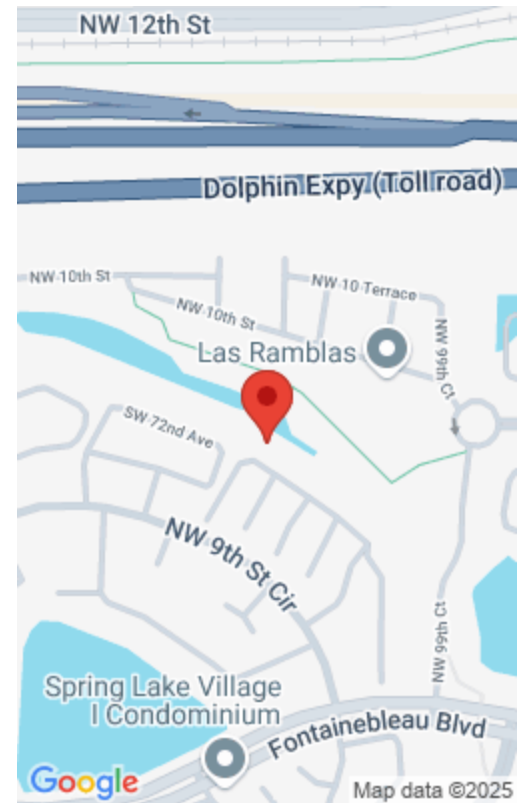 NW 12th St
Dolphin Expy (Toll road)
NW 10th St
NW 10 Terrace
NW 10th St
NW 99th Ct
Las Ramblas
SW 72nd Ave
NW 9th St Cir
NW 99th Ct
Spring Lake Village
I Condominium
Fontainebleau Blvd
Google
Map data ©2025